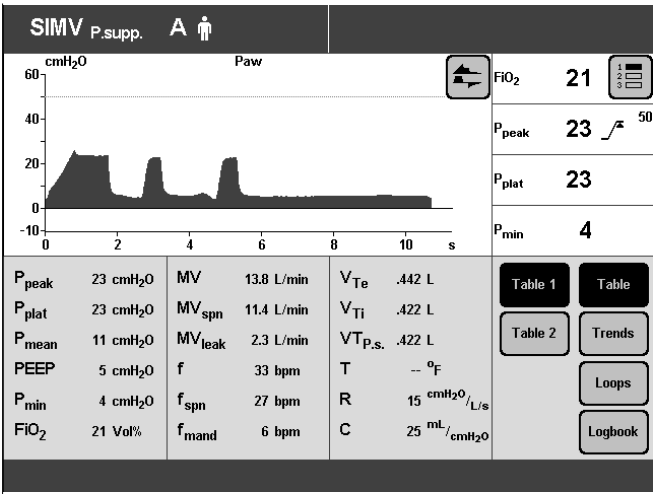 SIMV P.supp. A
cmH2O Paw
60
40
20
0
-10
0 2 4 6 8 10 s
FiO2 21 1 2 3
Ppeak 23 50
Pplat 23
Pmin 4
Ppeak 23 cmH2O MV 13.8 L/min VTe .442 L
Pplat 23 cmH2O MVspn 11.4 L/min VTi .422 L
Pmean 11 cmH2O MVleak 2.3 L/min VTP.s. .422 L
PEEP 5 cmH2O f 33 bpm T -- °F
Pmin 4 cmH2O fspn 27 bpm R 15 cmH2O/L/s
FiO2 21 Vol% fmand 6 bpm C 25 mL/cmH2O
Table 1 Table
Table 2 Trends
Loops
Logbook